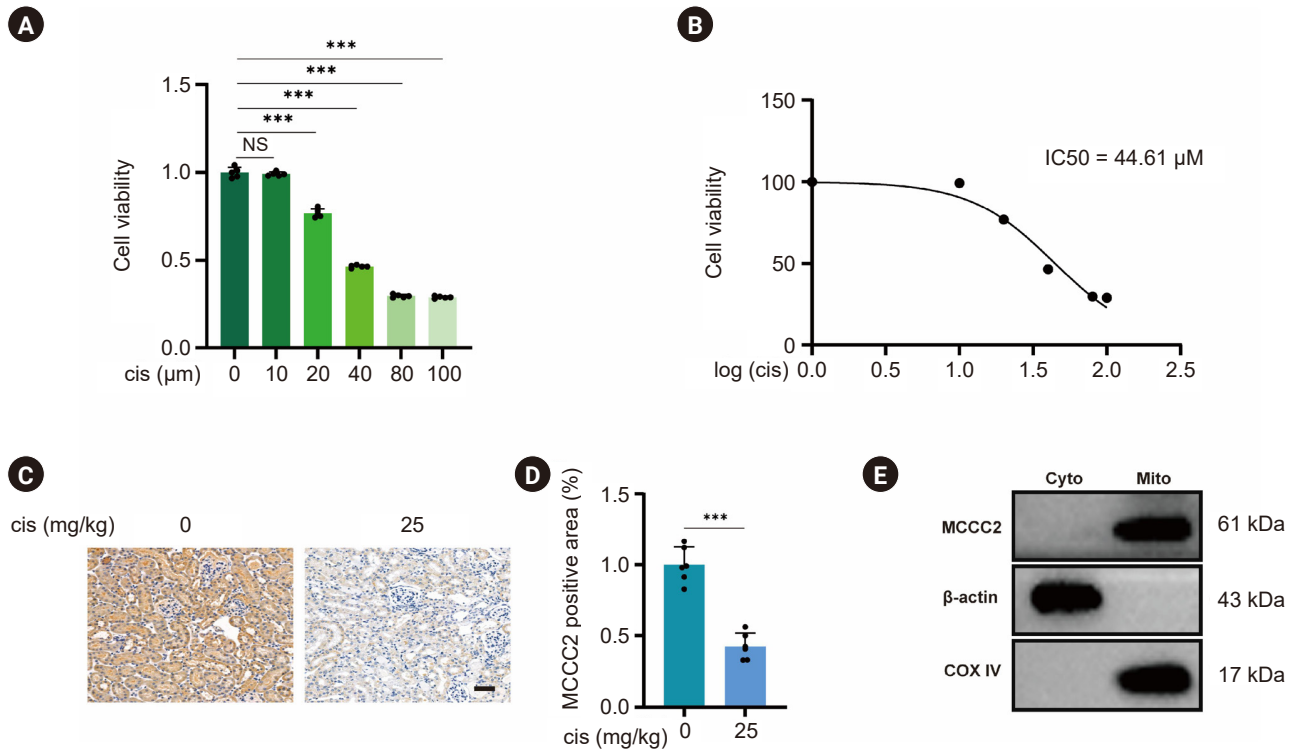 A
***
***
***
***
NS
1.5
1.0
0.5
0.0
Cell viability
cis (μm) 0 10 20 40 80 100
B
150
100
50
0
Cell viability
IC50 = 44.61 μM
log (cis) 0.0 0.5 1.0 1.5 2.0 2.5
C
cis (mg/kg) 0 25
D
MCCC2 positive area (%)
1.5
1.0
0.5
0.0
***
cis (mg/kg) 0 25
E
Cyto Mito
MCCC2 61 kDa
β-actin 43 kDa
COX IV 17 kDa